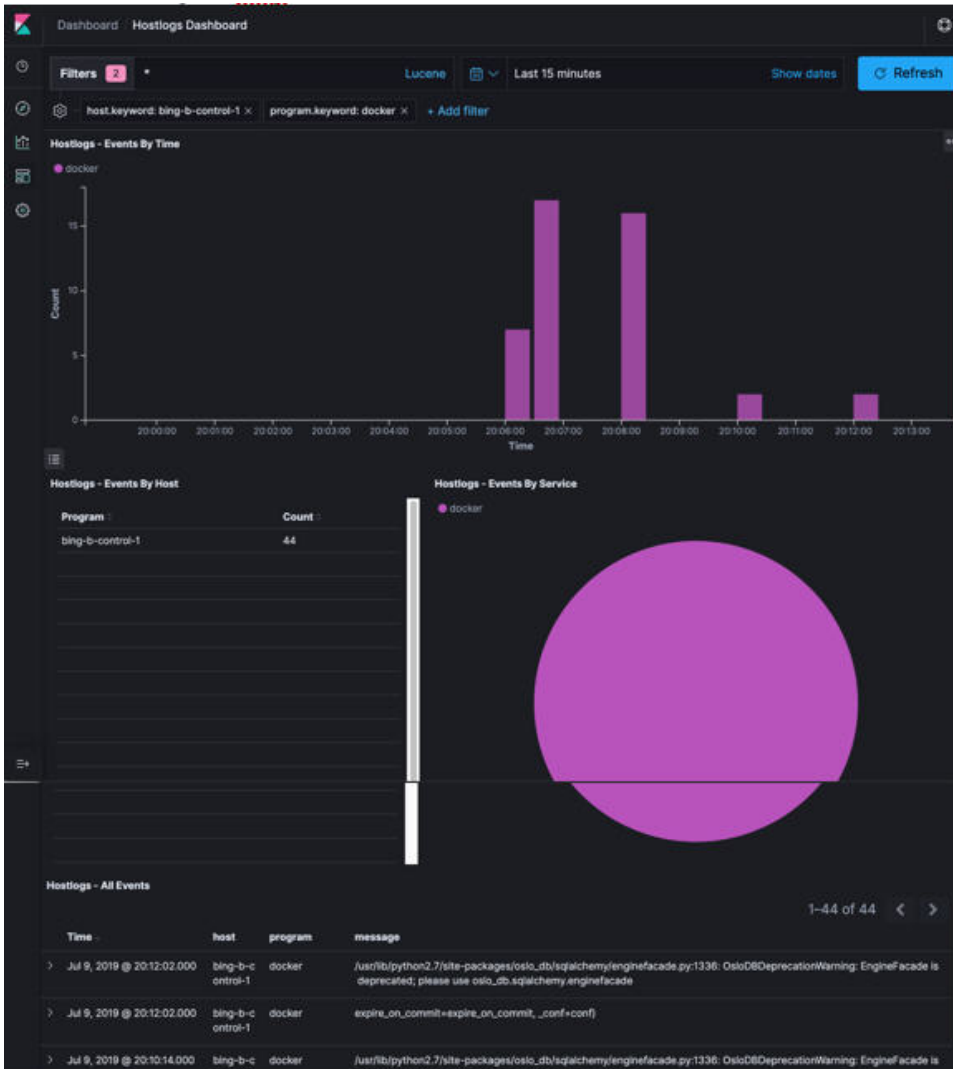 Dashboard Hostlogs Dashboard
Filters 2 * Lucene Last 15 minutes Show dates Refresh
host.keyword: bing-b-control-1 × program.keyword: docker × + Add filter
Hostlogs - Events By Time
docker
15
10
5
0
Count
20:00:00 20:01:00 20:02:00 20:03:00 20:04:00 20:05:00 20:06:00 20:07:00 20:08:00 20:09:00 20:10:00 20:11:00 20:12:00 20:13:00
Time
Hostlogs - Events By Host
Program Count
bing-b-control-1 44
Hostlogs - Events By Service
docker
Hostlogs - All Events
1–44 of 44
Time host program message
Jul 9, 2019 @ 20:12:02.000 bing-b-c docker /usr/lib/python2.7/site-packages/oslo_db/sqlalchemy/enginefacade.py:1336: OsloDBDeprecationWarning: EngineFacade is
ontrol-1 deprecated; please use oslo_db.sqlalchemy.enginefacade
Jul 9, 2019 @ 20:12:02.000 bing-b-c docker expire_on_commit=expire_on_commit, _conf=conf)
ontrol-1
Jul 9, 2019 @ 20:10:14.000 bing-b-c docker /usr/lib/python2.7/site-packages/oslo_db/sqlalchemy/enginefacade.py:1336: OsloDBDeprecationWarning: EngineFacade is